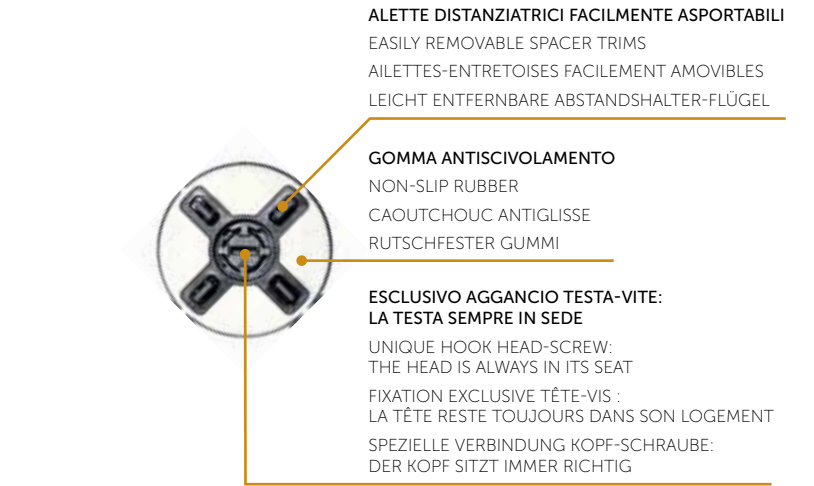 ALETTE DISTANZIATRICI FACILMENTE ASPORTABILI
EASILY REMOVABLE SPACER TRIMS
AILETTES-ENTRETOISES FACILEMENT AMOVIBLES
LEICHT ENTFERNBARE ABSTANDSHALTER-FLÜGEL
GOMMA ANTISCIVOLAMENTO
NON-SLIP RUBBER
CAOUTCHOUC ANTIGLISSE
RUTSCHFESTER GUMMI
ESCLUSIVO AGGANCIO TESTA-VITE:
LA TESTA SEMPRE IN SEDE
UNIQUE HOOK HEAD-SCREW:
THE HEAD IS ALWAYS IN ITS SEAT
FIXATION EXCLUSIVE TÊTE-VIS :
LA TÊTE RESTE TOUJOURS DANS SON LOGEMENT
SPEZIELLE VERBINDUNG KOPF-SCHRAUBE:
DER KOPF SITZT IMMER RICHTIG